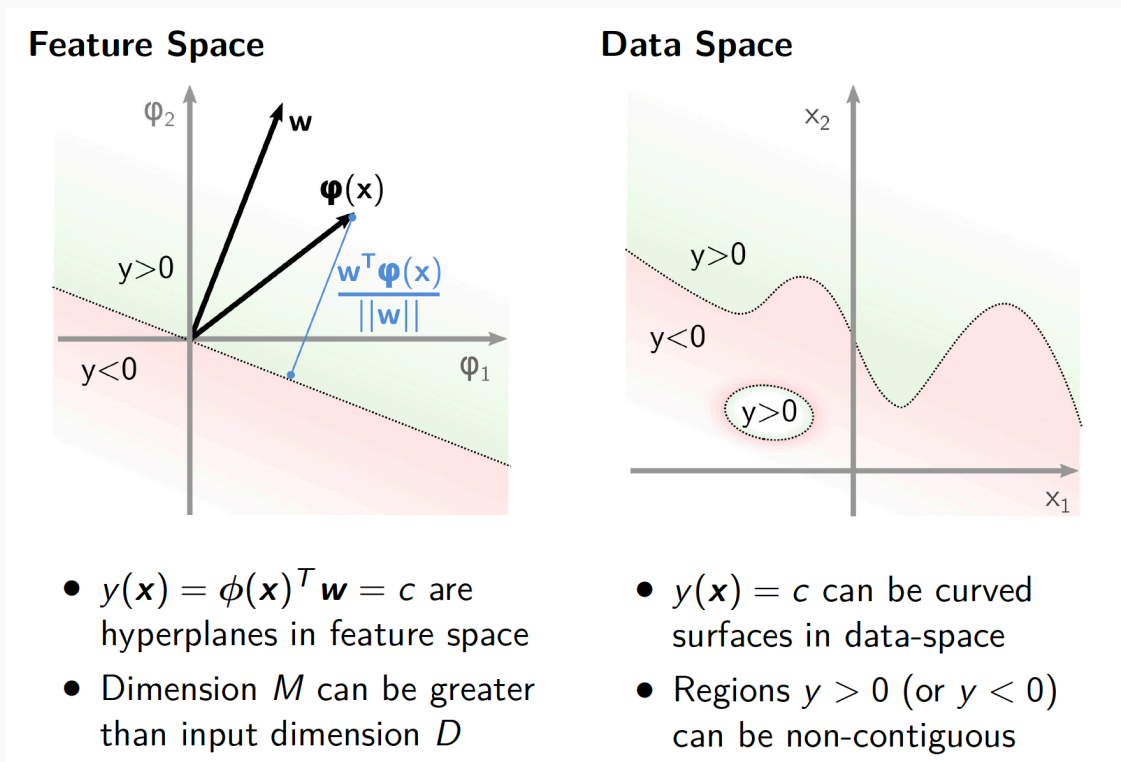 Feature Space
φ₂
w
φ(x)
y>0
wᵀφ(x)
||w||
y<0
φ₁
• y(x) = ϕ(x)ᵀw = c are
hyperplanes in feature space
• Dimension M can be greater
than input dimension D
Data Space
x₂
y>0
y<0
y>0
x₁
• y(x) = c can be curved
surfaces in data-space
• Regions y > 0 (or y < 0)
can be non-contiguous